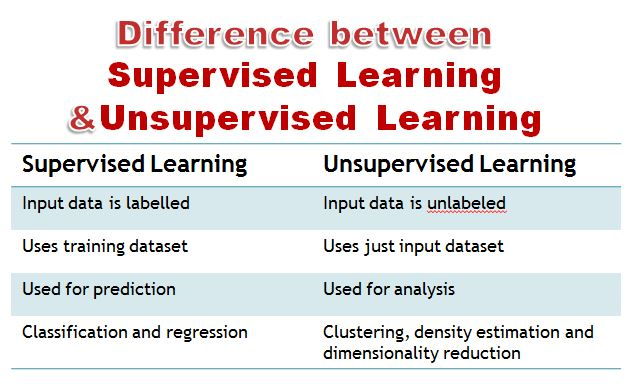 Difference between
Supervised Learning
&Unsupervised Learning
Supervised Learning Unsupervised Learning
Input data is labelled Input data is unlabeled
Uses training dataset Uses just input dataset
Used for prediction Used for analysis
Classification and regression Clustering, density estimation and
dimensionality reduction